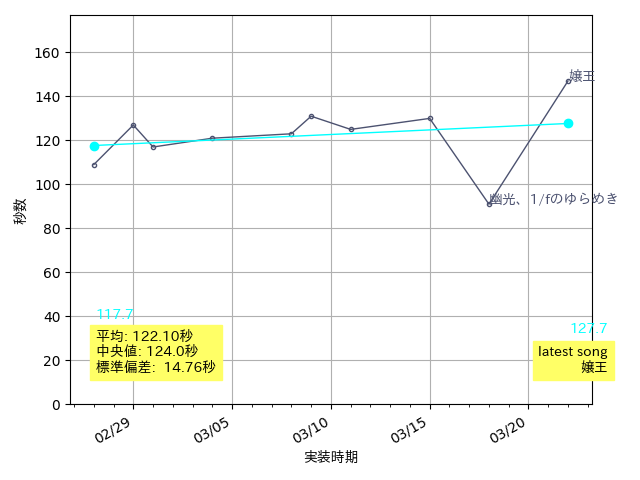 160
140
120
100
80
60
40
20
0
秒数
嬢王
幽光、1/fのゆらめき
117.7
127.7
平均: 122.10秒
中央値: 124.0秒
標準偏差: 14.76秒
latest song
嬢王
02/29
03/05
03/10
03/15
03/20
実装時期